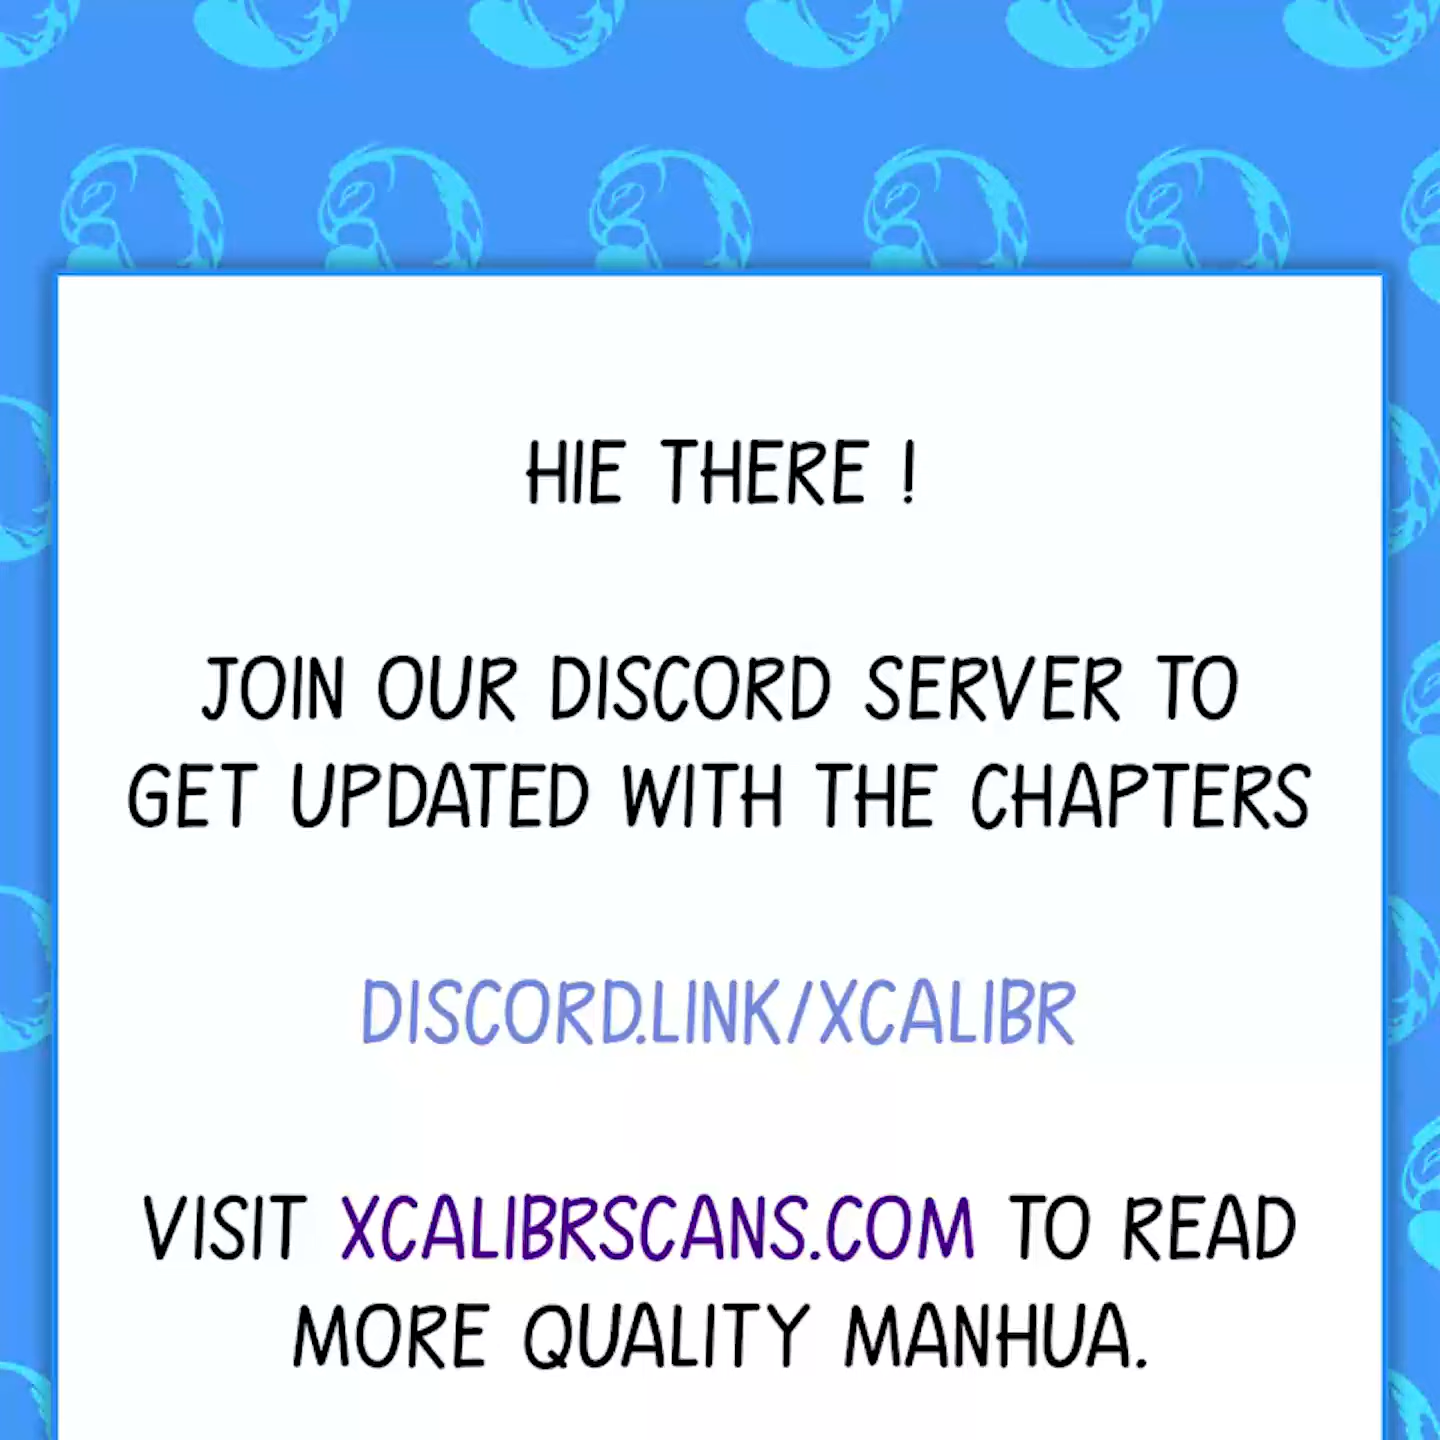 HIE THERE !
JOIN OUR DISCORD SERVER TO
GET UPDATED WITH THE CHAPTERS
DISCORD.LINK/XCALIBR
VISIT XCALIBRSCANS.COM TO READ
MORE QUALITY MANHUA.